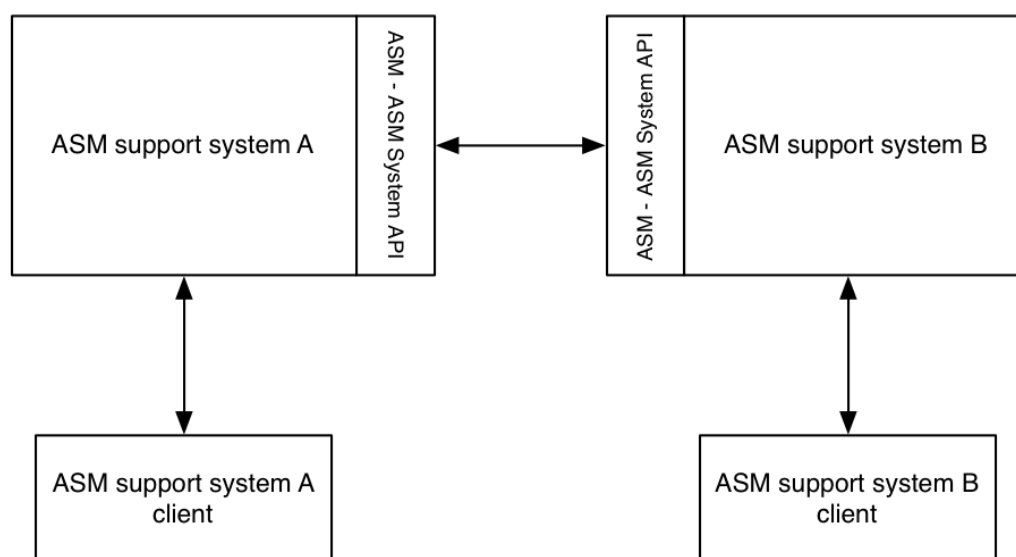 ASM support system A
ASM - ASM System API
ASM - ASM System API
ASM support system B
ASM support system A
client
ASM support system B
client